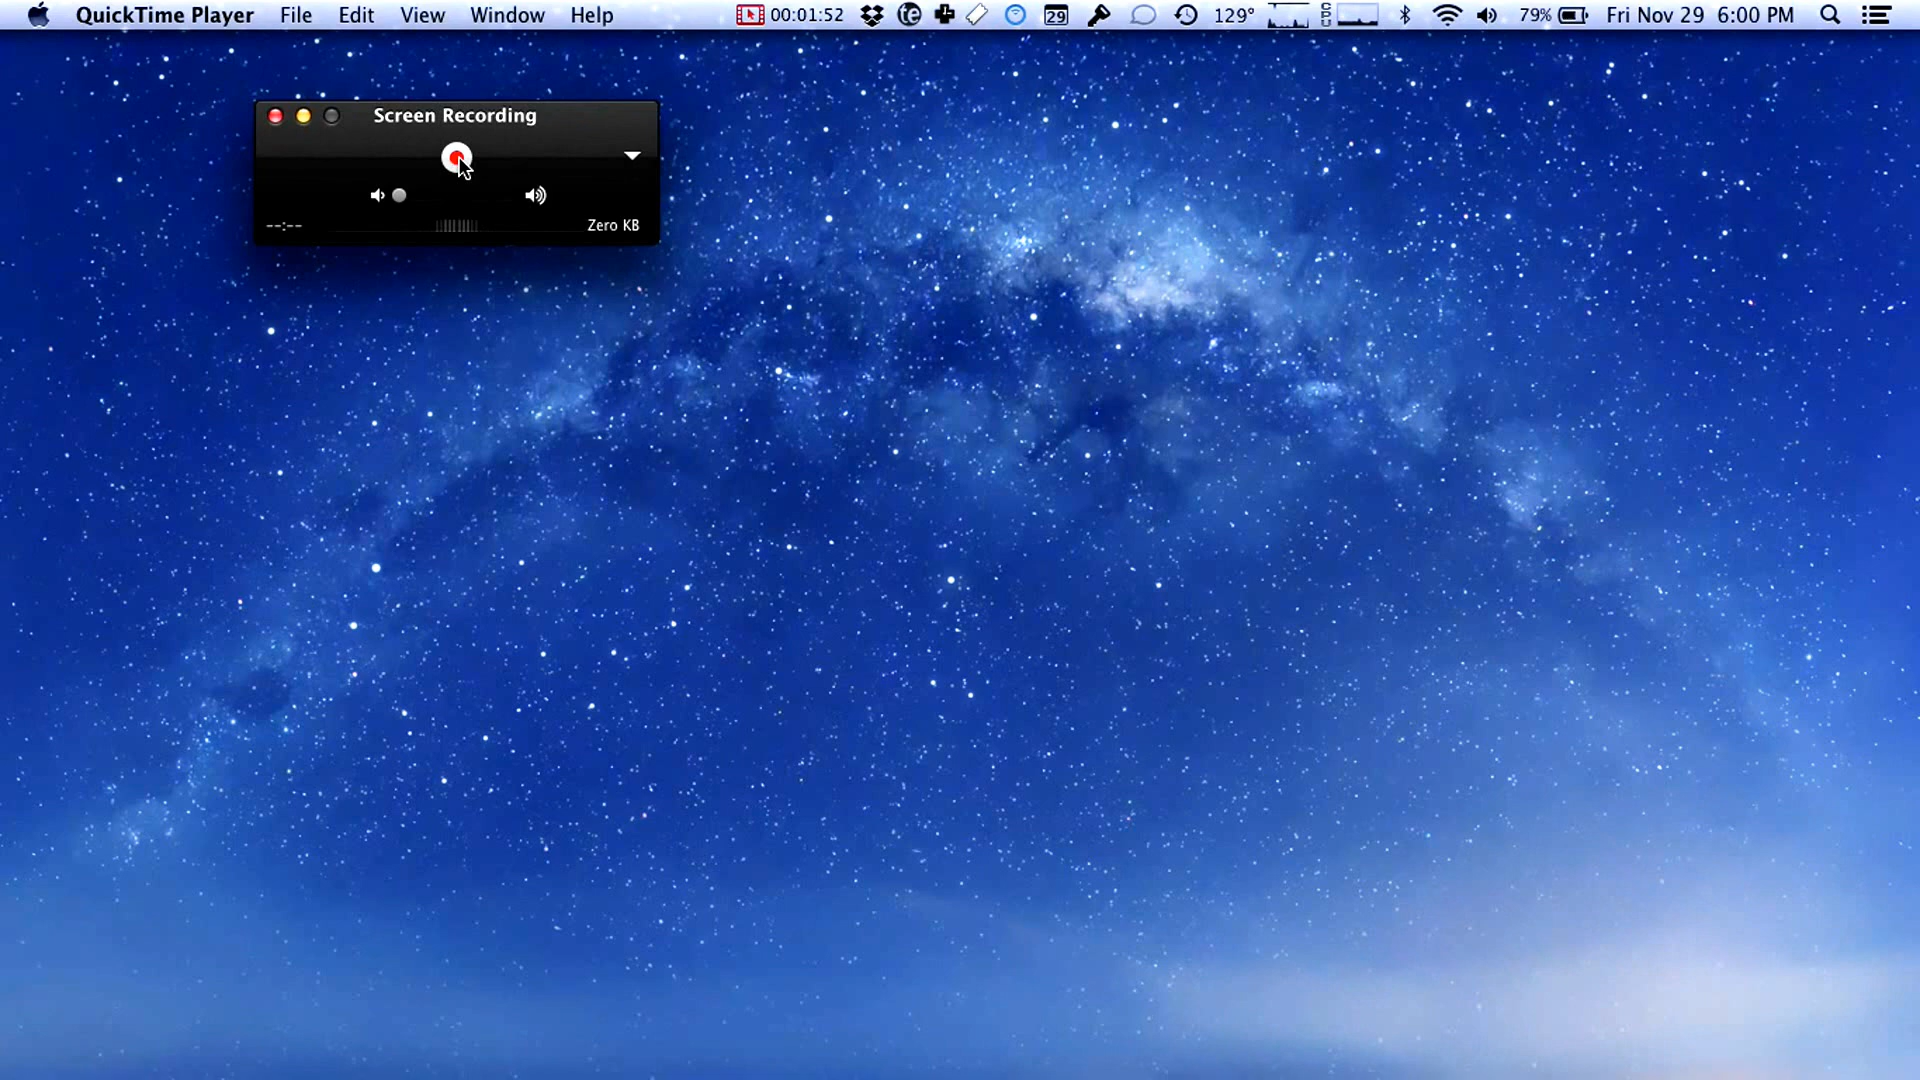 QuickTime Player File Edit View Window Help 00:01:52 29 129° CPU 79% Fri Nov 29 6:00 PM
Screen Recording
--:-- Zero KB